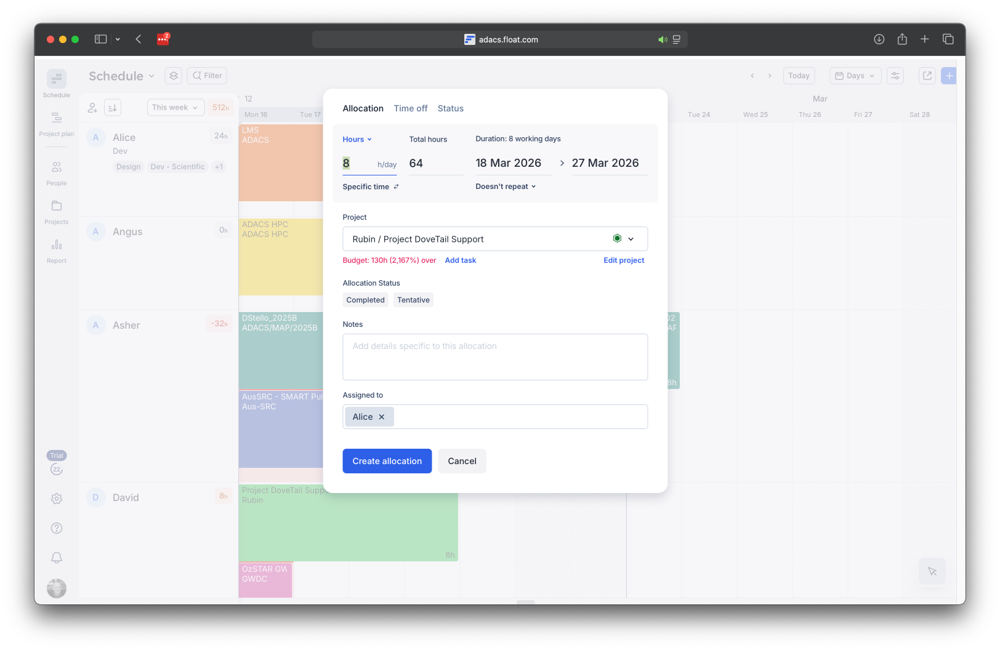 2
adacs.float.com
Schedule
Filter
Today
Days
Schedule
This week
512h
12
Mon 16
Tue 17
Mar
Tue 24
Wed 25
Thu 26
Fri 27
Sat 28
Project plan
People
Projects
Report
Trial
22
A
Alice
24h
Dev
Design
Dev - Scientific
+1
LMS
ADACS
A
Angus
0h
ADACS HPC
ADACS HPC
A
Asher
-32h
DStello_2025B
ADACS/MAP/2025B
8h
AusSRC - SMART Pul
Aus-SRC
D
David
8h
Project DoveTail Suppo
Rubin
8h
OzSTAR GW
GWDC
Allocation
Time off
Status
Hours
Total hours
Duration: 8 working days
8
h/day
64
18 Mar 2026
27 Mar 2026
Specific time
Doesn't repeat
Project
Rubin / Project DoveTail Support
Budget: 130h (2,167%) over
Add task
Edit project
Allocation Status
Completed
Tentative
Notes
Add details specific to this allocation
Assigned to
Alice
Create allocation
Cancel